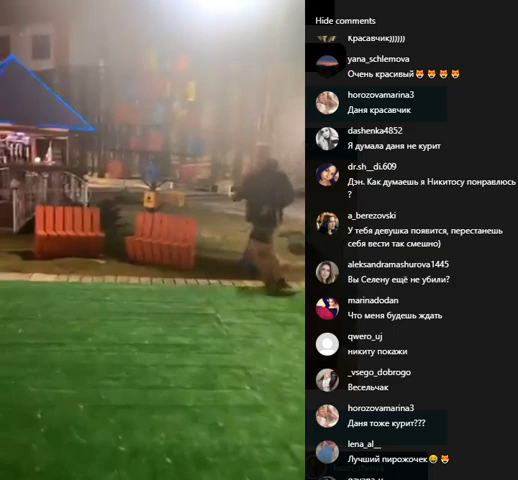 Hide comments
Красавчик))))))
yana_schlemova
Очень красивый😻😻😻😻
horozovamarina3
Даня красавчик
dashenka4852
Я думала даня не курит
dr.sh__di.609
Дэн. Как думаешь я Никитосу понравлюсь
?
a_berezovski
У тебя девушка появится, перестанешь
себя вести так смешно)
aleksandramashurova1445
Вы Селену ещё не убили?
marinadodan
Что меня будешь ждать
qwero_uj
никиту покажи
_vsego_dobrogo
Весельчак
horozovamarina3
Даня тоже курит???
lena_al__
Лучший пирожочек😂😻